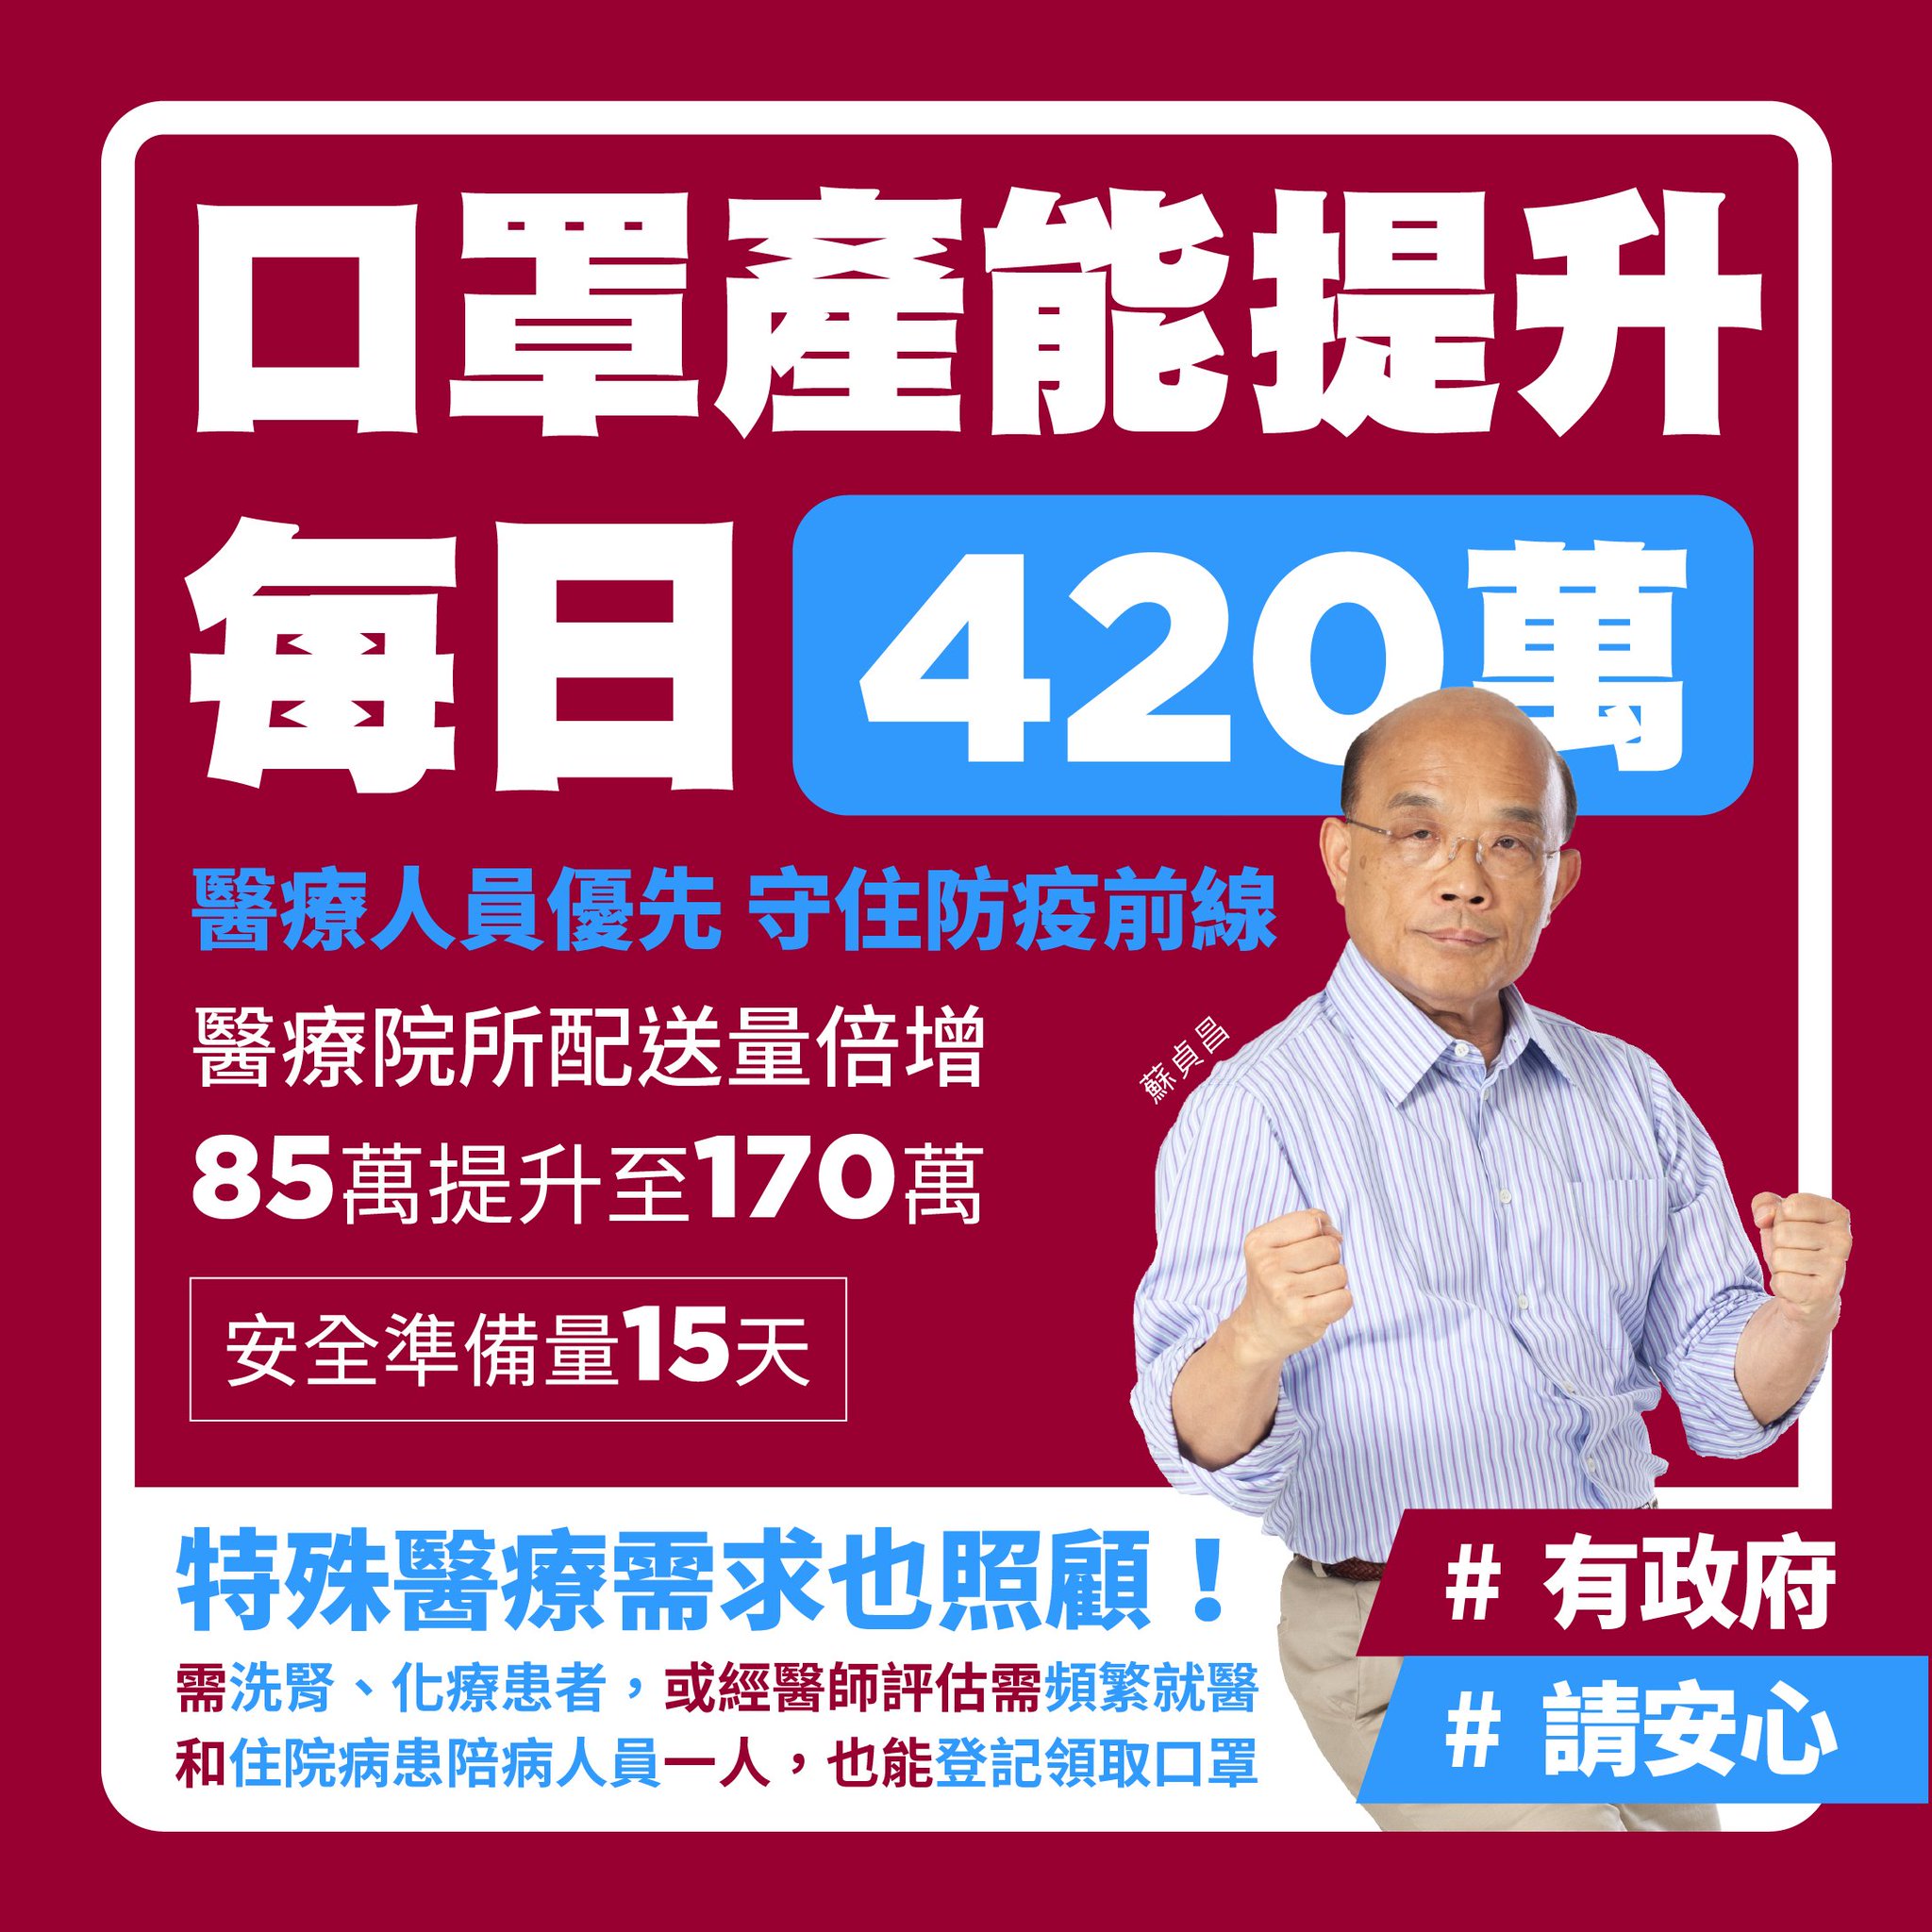 口罩產能提升
每日 420萬
醫療人員優先 守住防疫前線
醫療院所配送量倍增
85萬提升至170萬
安全準備量15天
蘇貞昌
特殊醫療需求也照顧！
需洗腎、化療患者，或經醫師評估需頻繁就醫
和住院病患陪病人員一人，也能登記領取口罩
# 有政府
# 請安心